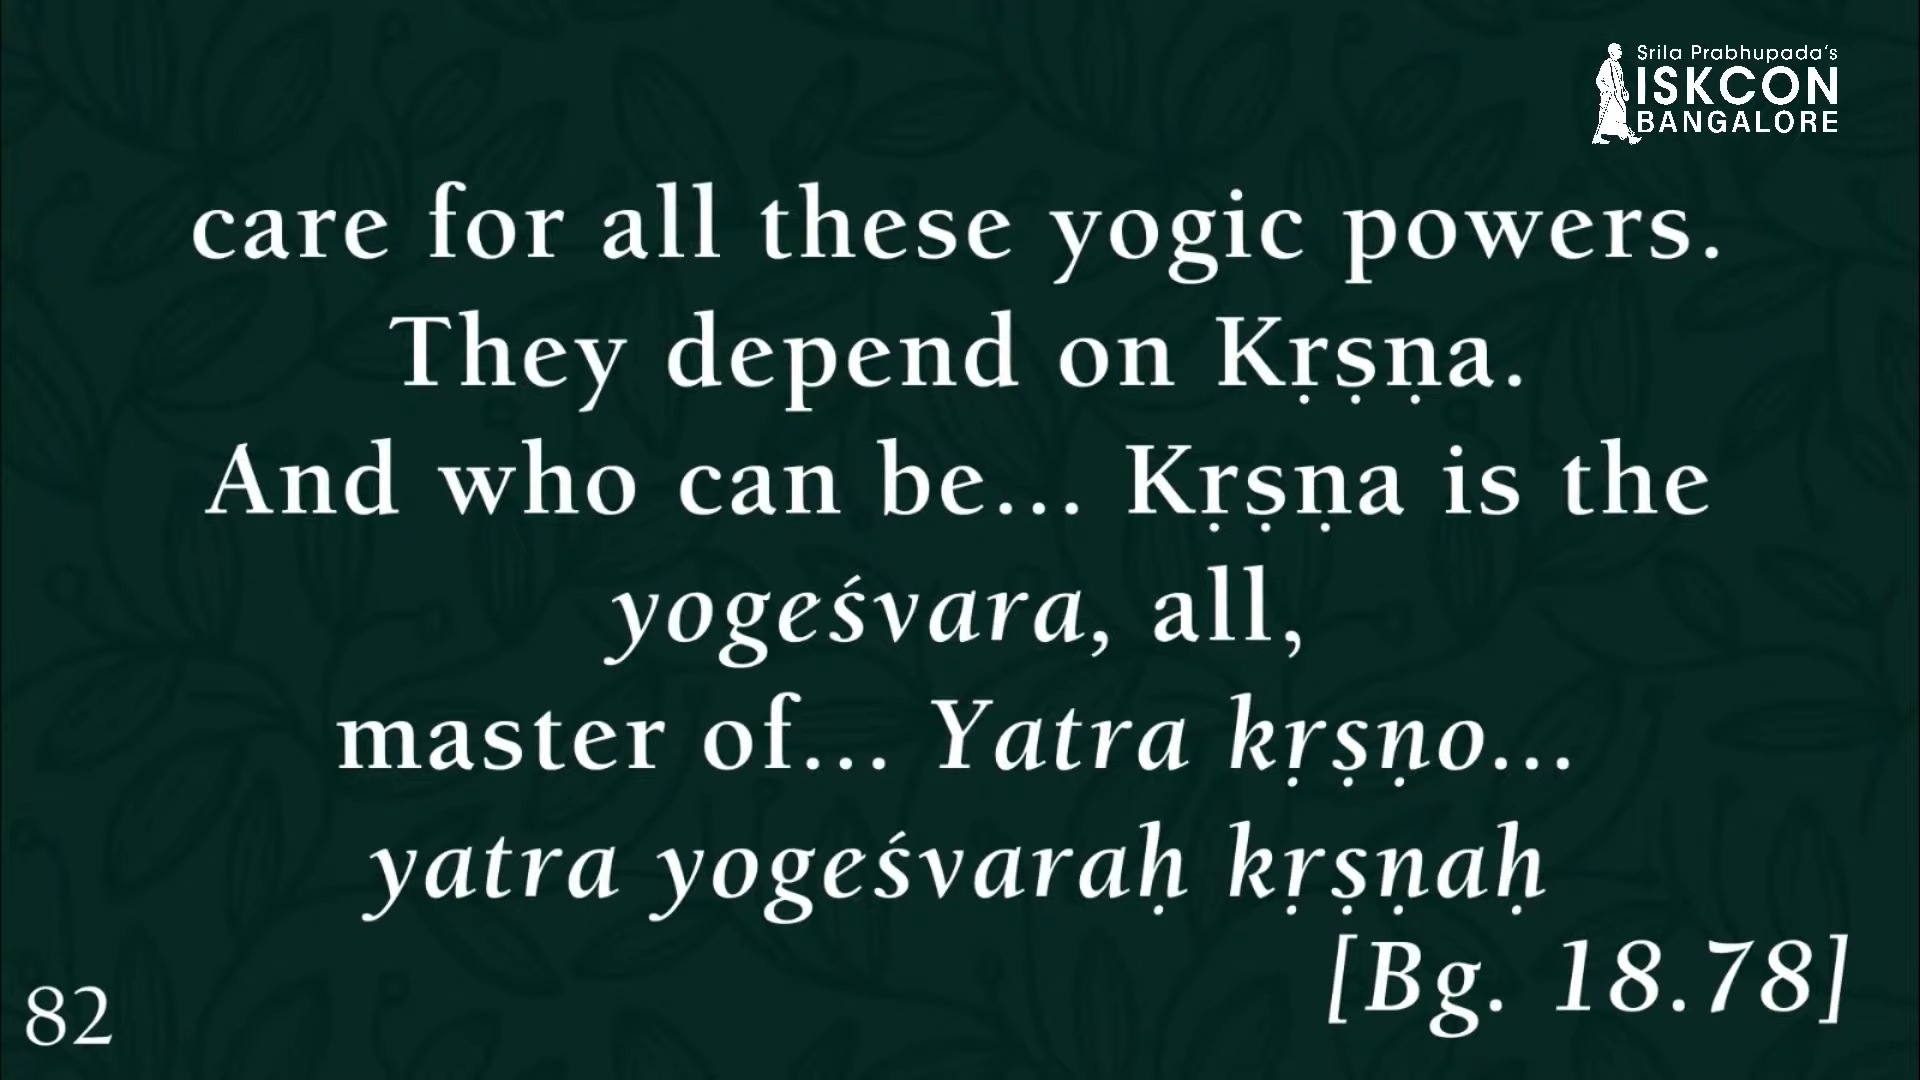 Srila Prabhupada's
ISKCON
BANGALORE
care for all these yogic powers.
They depend on Kṛṣṇa.
And who can be... Kṛṣṇa is the
yogeśvara, all,
master of... Yatra kṛṣṇo...
yatra yogeśvaraḥ kṛṣṇaḥ
[Bg. 18.78]
82